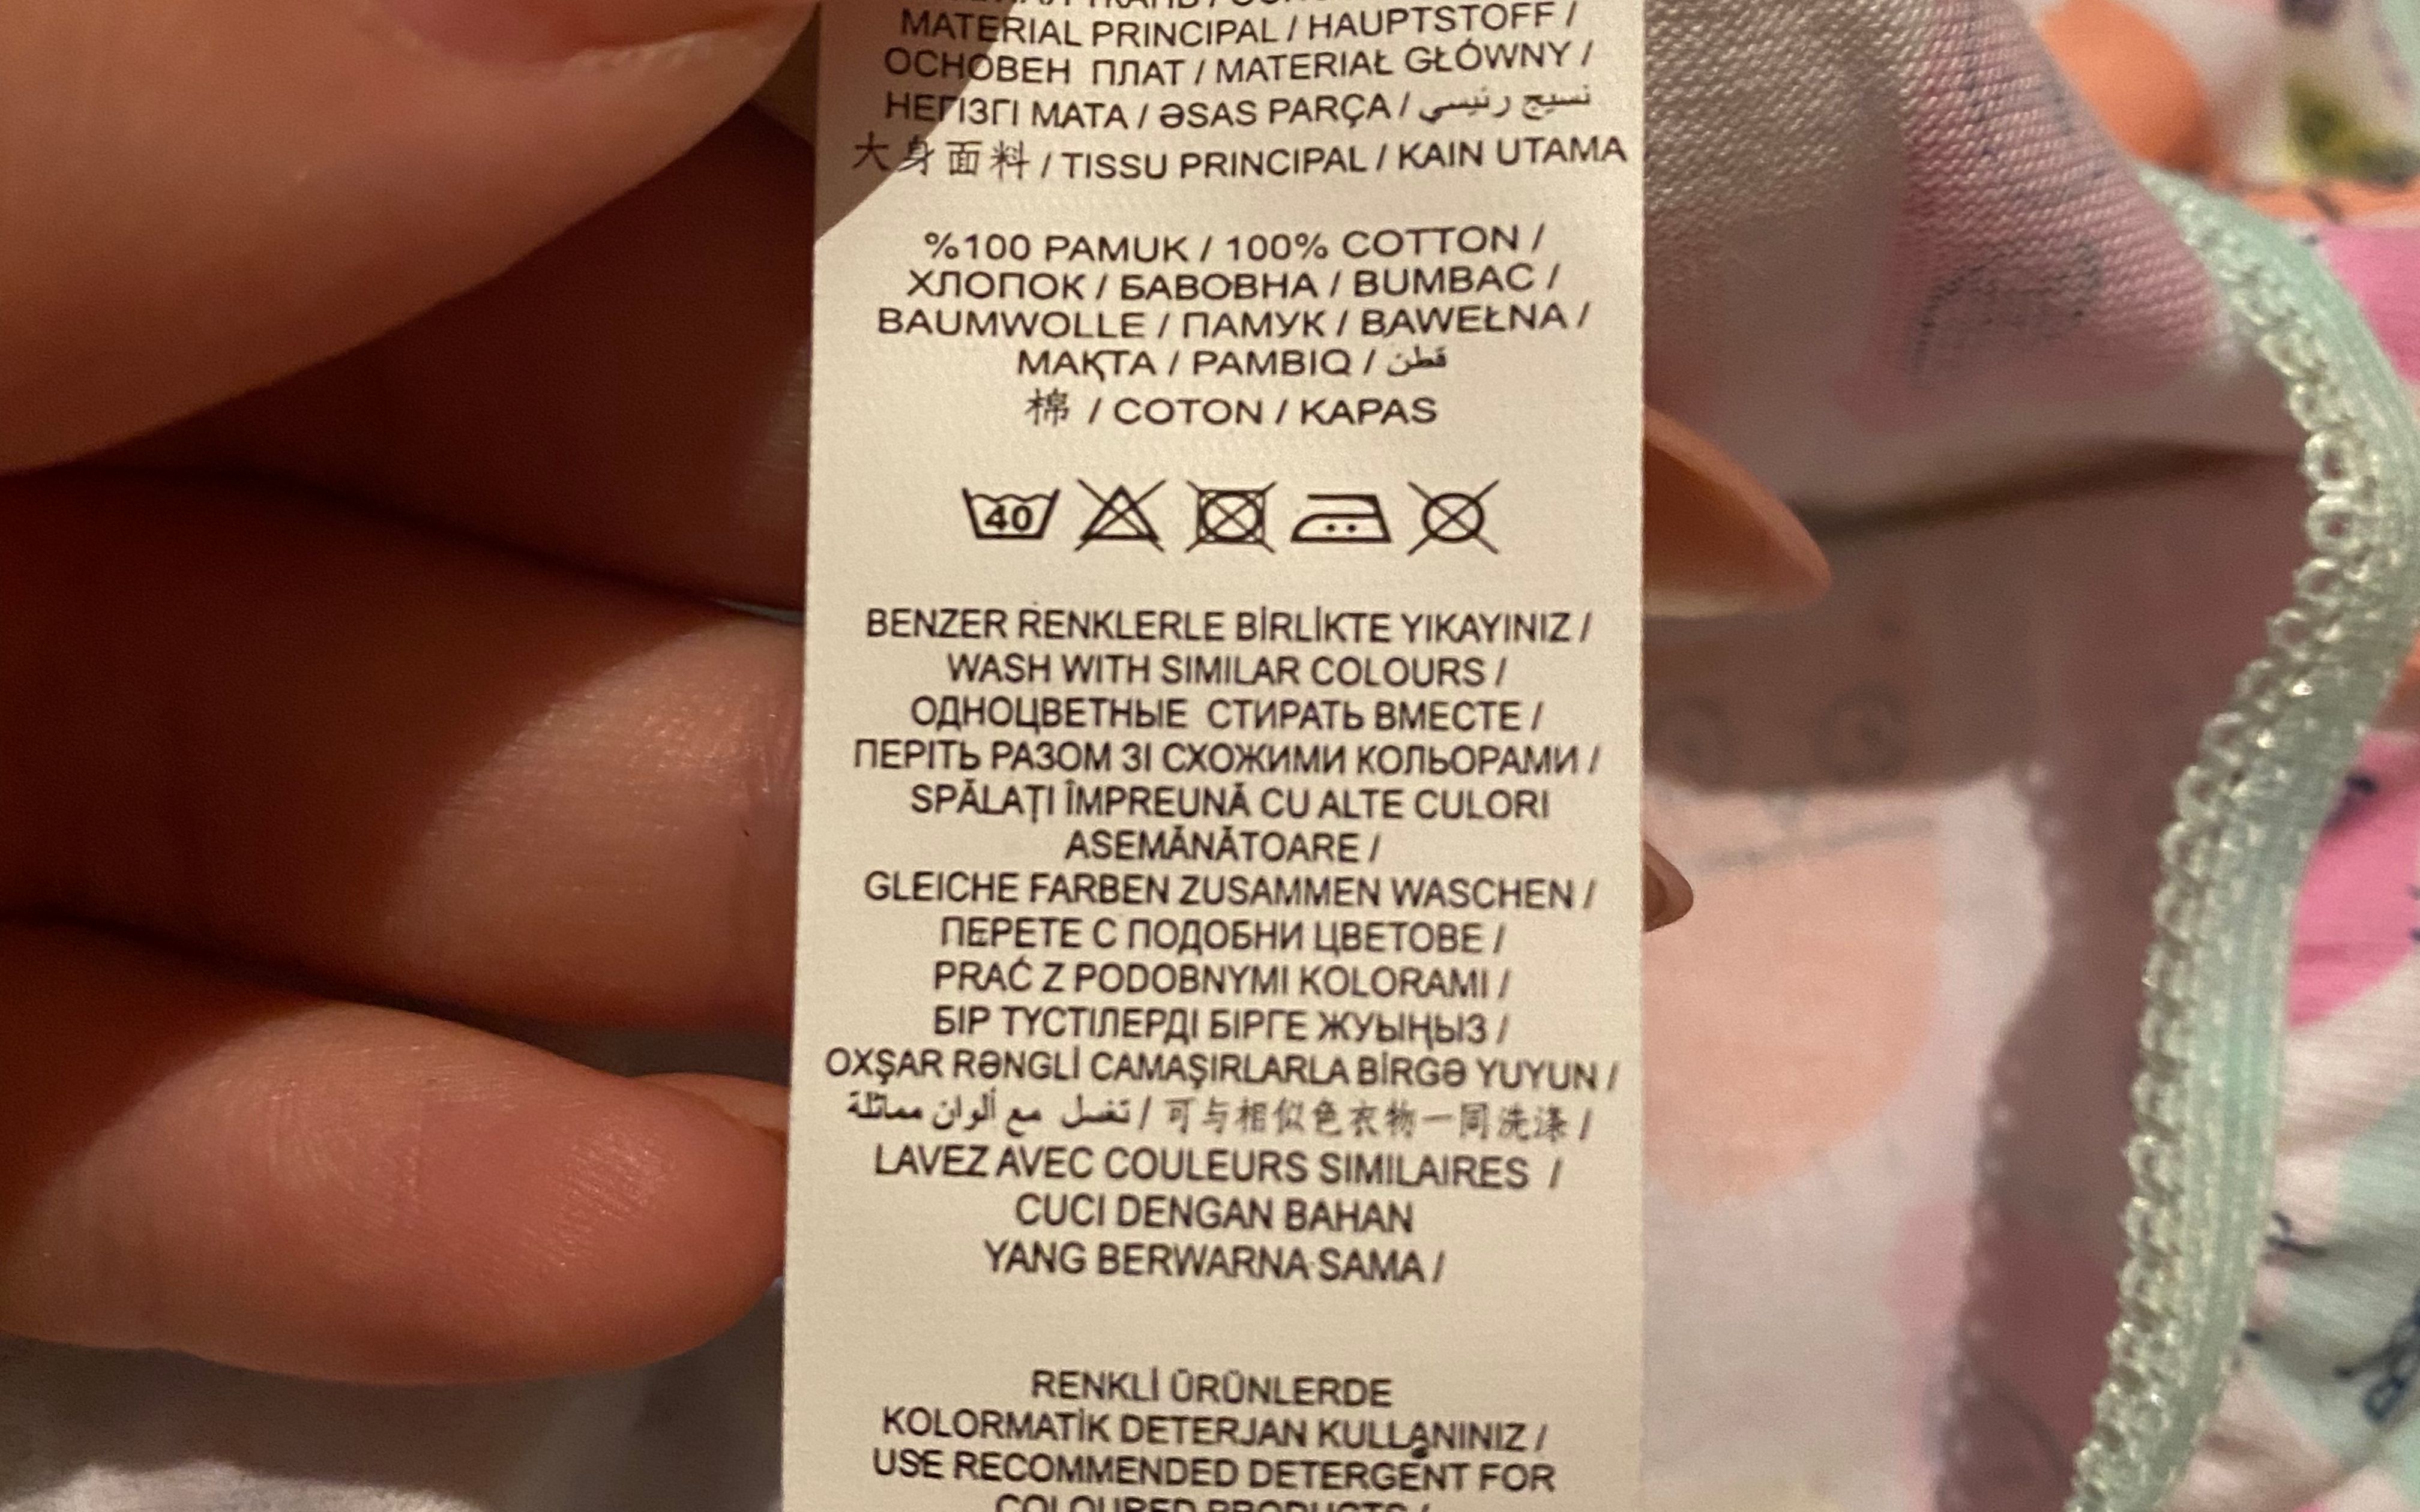 MATERIAL PRINCIPAL / HAUPTSTOFF /
ОСНОВЕН ПЛАТ / MATERIAŁ GŁÓWNY /
НЕГІЗГІ МАТА / ƏSAS PARÇA / نسيج رئيسي
大身面料 / TISSU PRINCIPAL / KAIN UTAMA
%100 PAMUK / 100% COTTON /
ХЛОПОК / БАВОВНА / BUMBAC /
BAUMWOLLE / ПАМУК / BAWEŁNA /
МАҚТА / PAMBIQ / قطن
棉 / COTON / KAPAS
40
BENZER RENKLERLE BİRLİKTE YIKAYINIZ /
WASH WITH SIMILAR COLOURS /
ОДНОЦВЕТНЫЕ СТИРАТЬ ВМЕСТЕ /
ПЕРІТЬ РАЗОМ ЗІ СХОЖИМИ КОЛЬОРАМИ /
SPĂLAȚI ÎMPREUNĂ CU ALTE CULORI
ASEMĂNĂTOARE /
GLEICHE FARBEN ZUSAMMEN WASCHEN /
ПЕРЕТЕ С ПОДОБНИ ЦВЕТОВЕ /
PRAĆ Z PODOBNYMI KOLORAMI /
БІР ТҮСТІЛЕРДІ БІРГЕ ЖУЫҢЫЗ /
OXŞAR RƏNGLİ CAMAŞIRLARLA BİRGƏ YUYUN /
تغسل مع ألوان مماثلة / 可与相似色衣物一同洗涤 /
LAVEZ AVEC COULEURS SIMILAIRES /
CUCI DENGAN BAHAN
YANG BERWARNA SAMA /
RENKLİ ÜRÜNLERDE
KOLORMATİK DETERJAN KULLANINIZ /
USE RECOMMENDED DETERGENT FOR
COLOURED PRODUCTS /